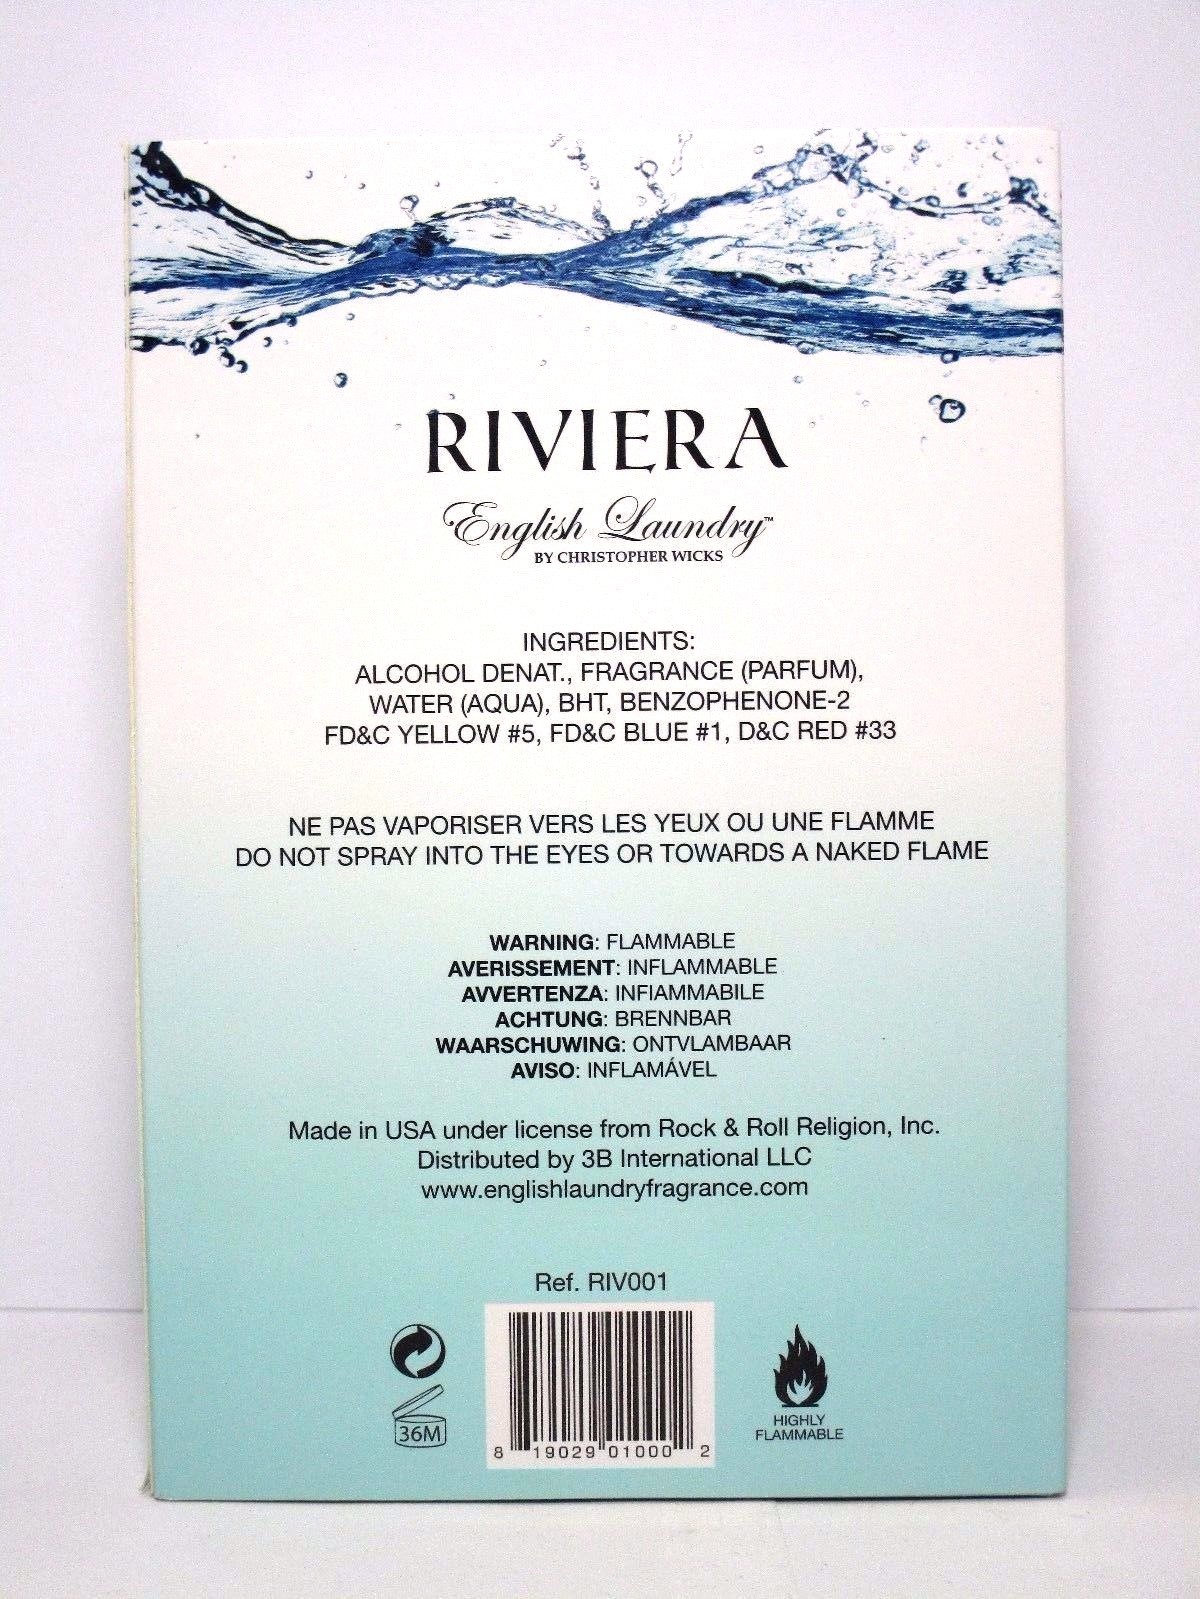 RIVIERA
English Laundry™
BY CHRISTOPHER WICKS
INGREDIENTS:
ALCOHOL DENAT., FRAGRANCE (PARFUM),
WATER (AQUA), BHT, BENZOPHENONE-2
FD&C YELLOW #5, FD&C BLUE #1, D&C RED #33
NE PAS VAPORISER VERS LES YEUX OU UNE FLAMME
DO NOT SPRAY INTO THE EYES OR TOWARDS A NAKED FLAME
WARNING: FLAMMABLE
AVERISSEMENT: INFLAMMABLE
AVVERTENZA: INFIAMMABILE
ACHTUNG: BRENNBAR
WAARSCHUWING: ONTVLAMBAAR
AVISO: INFLAMÁVEL
Made in USA under license from Rock & Roll Religion, Inc.
Distributed by 3B International LLC
www.englishlaundryfragrance.com
Ref. RIV001
36M
8 19029 01000 2
HIGHLY
FLAMMABLE